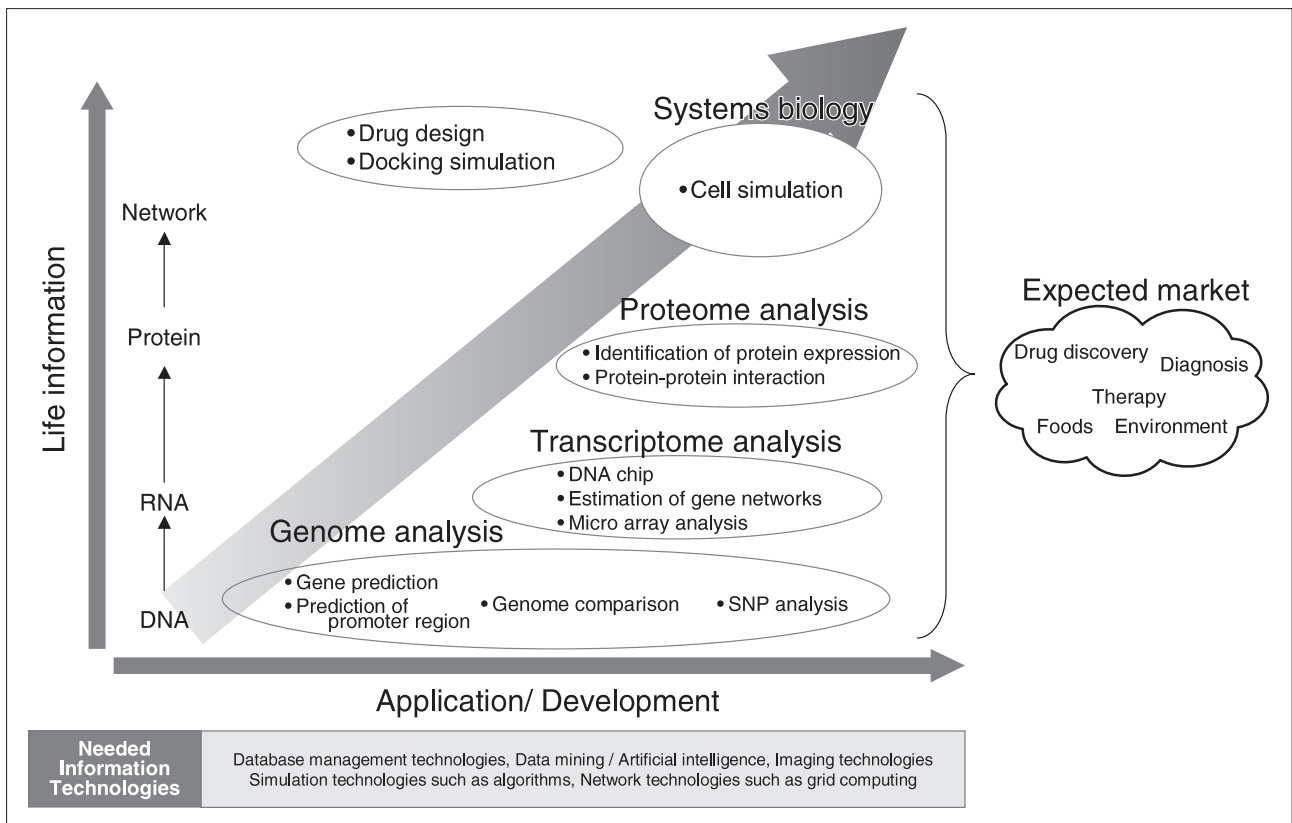 Systems biology
• Drug design
• Docking simulation
• Cell simulation
Life information
Network
Protein
RNA
DNA
Proteome analysis
• Identification of protein expression
• Protein-protein interaction
Transcriptome analysis
• DNA chip
• Estimation of gene networks
• Micro array analysis
Genome analysis
• Gene prediction
• Prediction of
promoter region
• Genome comparison
• SNP analysis
Expected market
Drug discovery
Diagnosis
Therapy
Foods
Environment
Application/ Development
Needed
Information
Technologies
Database management technologies, Data mining / Artificial intelligence, Imaging technologies
Simulation technologies such as algorithms, Network technologies such as grid computing